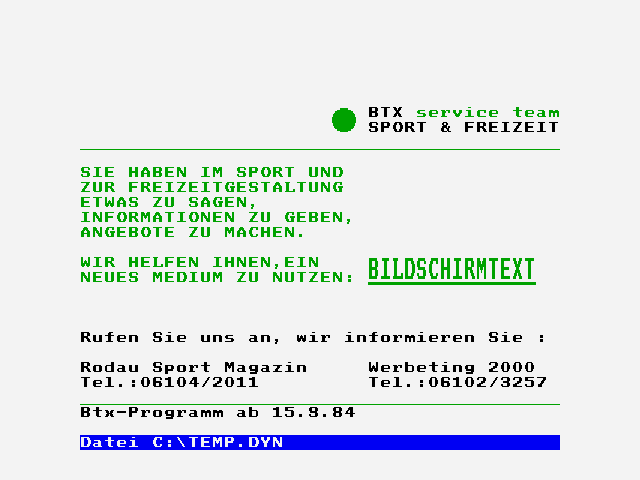 BTX service team
SPORT & FREIZEIT
SIE HABEN IM SPORT UND
ZUR FREIZEITGESTALTUNG
ETWAS ZU SAGEN,
INFORMATIONEN ZU GEBEN,
ANGEBOTE ZU MACHEN.
WIR HELFEN IHNEN,EIN
NEUES MEDIUM ZU NUTZEN: BILDSCHIRMTEXT
Rufen Sie uns an, wir informieren Sie :
Rodau Sport Magazin Werbeting 2000
Tel.:06104/2011 Tel.:06102/3257
Btx-Programm ab 15.9.84
Datei C:\TEMP.DYN